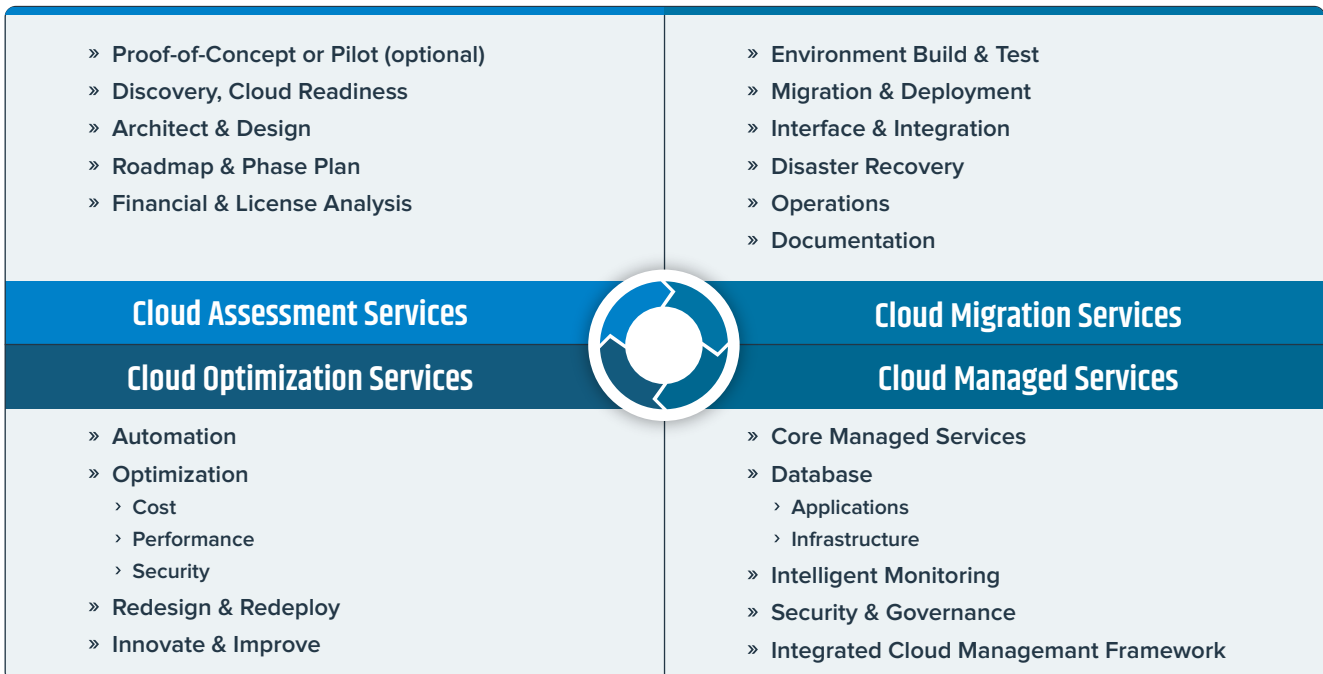 » Proof-of-Concept or Pilot (optional)
» Discovery, Cloud Readiness
» Architect & Design
» Roadmap & Phase Plan
» Financial & License Analysis
» Environment Build & Test
» Migration & Deployment
» Interface & Integration
» Disaster Recovery
» Operations
» Documentation
Cloud Assessment Services
Cloud Migration Services
Cloud Optimization Services
Cloud Managed Services
» Automation
» Optimization
› Cost
› Performance
› Security
» Redesign & Redeploy
» Innovate & Improve
» Core Managed Services
» Database
› Applications
› Infrastructure
» Intelligent Monitoring
» Security & Governance
» Integrated Cloud Managemant Framework